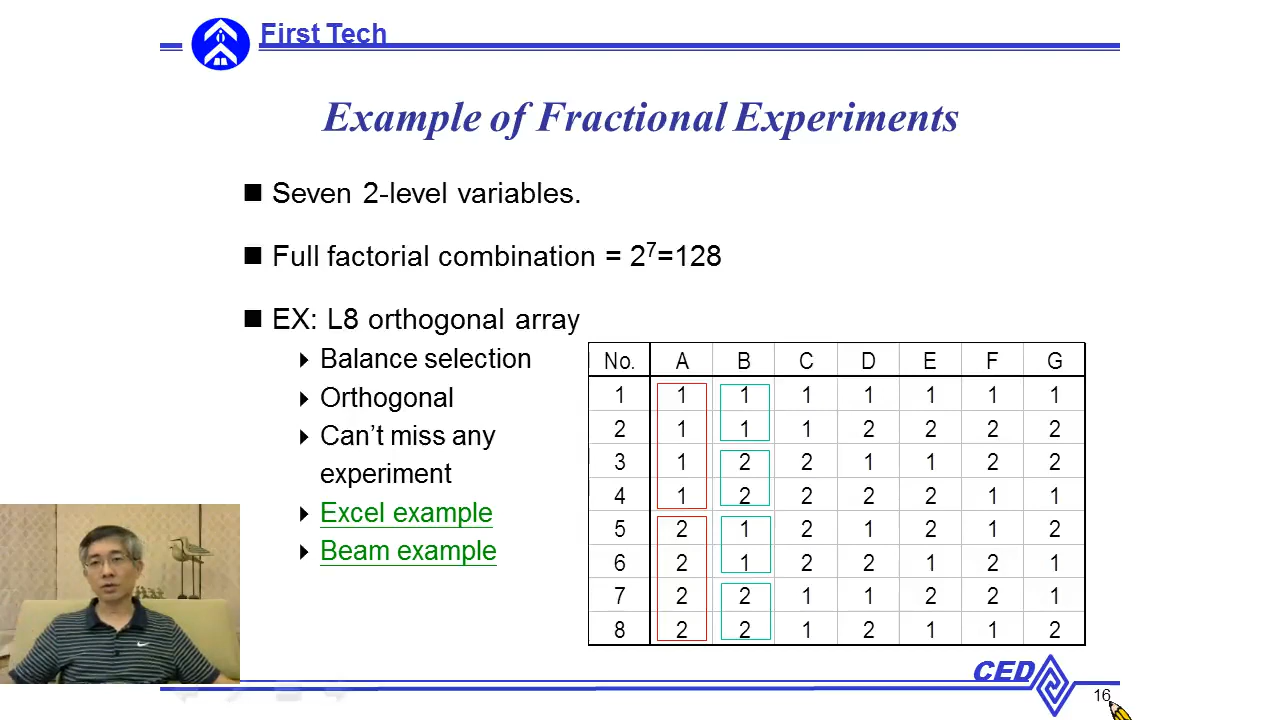 First Tech
Example of Fractional Experiments
Seven 2-level variables.
Full factorial combination = 2⁷=128
EX: L8 orthogonal array
Balance selection
Orthogonal
Can't miss any
experiment
Excel example
Beam example
No. A B C D E F G
1 1 1 1 1 1 1 1
2 1 1 1 2 2 2 2
3 1 2 2 1 1 2 2
4 1 2 2 2 2 1 1
5 2 1 2 1 2 1 2
6 2 1 2 2 1 2 1
7 2 2 1 1 2 2 1
8 2 2 1 2 1 1 2
CED
16